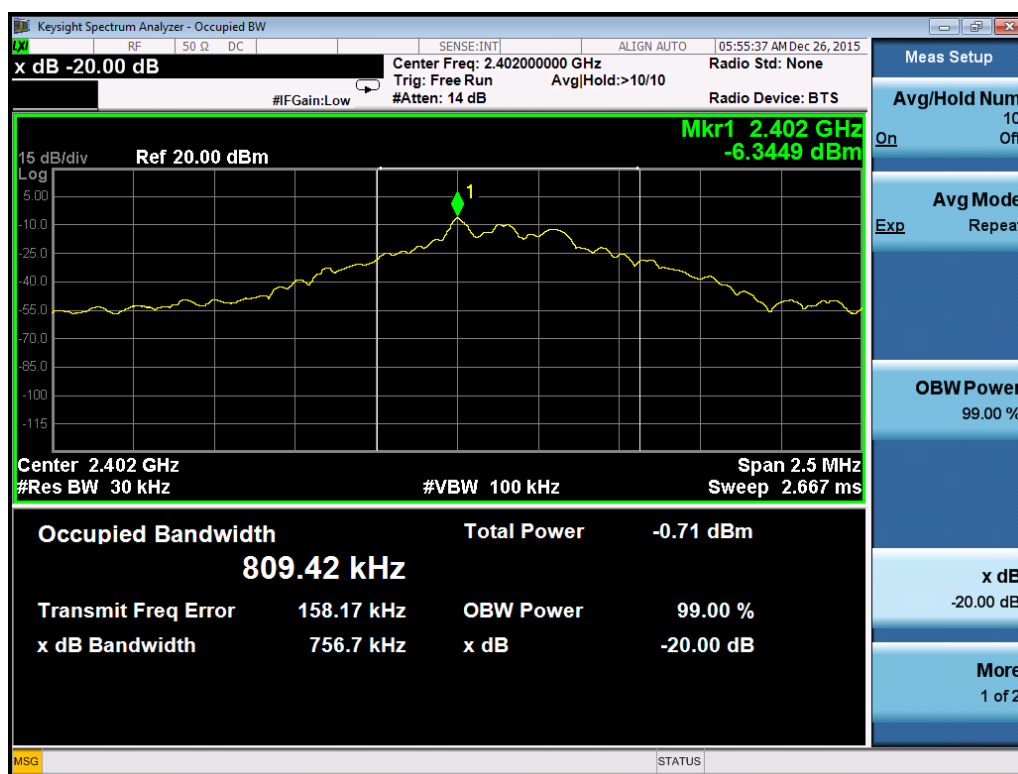 Keysight Spectrum Analyzer - Occupied BW
LXI RF 50 Ω DC SENSE:INT ALIGN AUTO 05:55:37 AM Dec 26, 2015
x dB -20.00 dB
Center Freq: 2.402000000 GHz
Radio Std: None
Trig: Free Run Avg|Hold:>10/10
#IFGain:Low
#Atten: 14 dB
Radio Device: BTS
Mkr1 2.402 GHz
-6.3449 dBm
15 dB/div Ref 20.00 dBm
Log
5.00
-10.0
-25.0
-40.0
-55.0
-70.0
-85.0
-100
-115
1
Center 2.402 GHz Span 2.5 MHz
#Res BW 30 kHz #VBW 100 kHz Sweep 2.667 ms
Occupied Bandwidth Total Power -0.71 dBm
809.42 kHz
Transmit Freq Error 158.17 kHz OBW Power 99.00 %
x dB Bandwidth 756.7 kHz x dB -20.00 dB
MSG STATUS
Meas Setup
Avg/Hold Num
10
On Off
Avg Mode
Exp Repeat
OBW Power
99.00 %
x dB
-20.00 dB
More
1 of 2